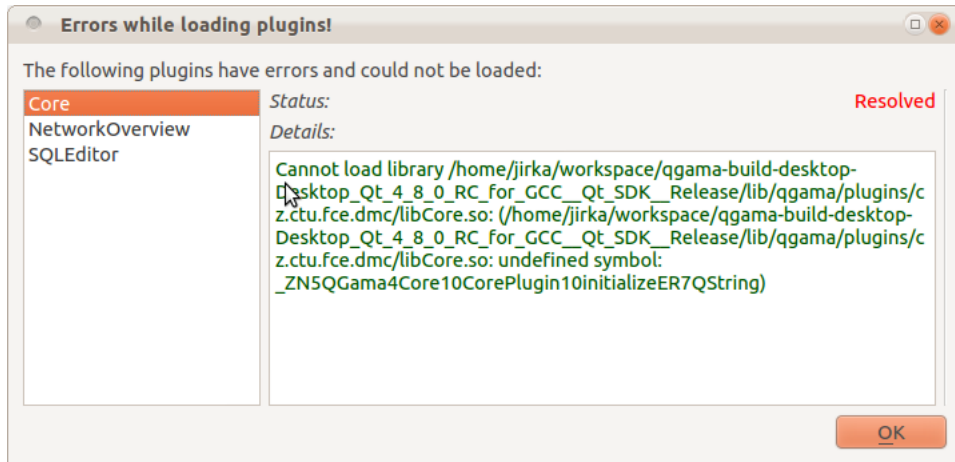 Errors while loading plugins!
The following plugins have errors and could not be loaded:
Core
NetworkOverview
SQLEditor
Status:
Resolved
Details:
Cannot load library /home/jirka/workspace/qgama-build-desktop-
Desktop_Qt_4_8_0_RC_for_GCC__Qt_SDK__Release/lib/qgama/plugins/c
z.ctu.fce.dmc/libCore.so: (/home/jirka/workspace/qgama-build-desktop-
Desktop_Qt_4_8_0_RC_for_GCC__Qt_SDK__Release/lib/qgama/plugins/c
z.ctu.fce.dmc/libCore.so: undefined symbol:
_ZN5QGama4Core10CorePlugin10initializeER7QString)
OK